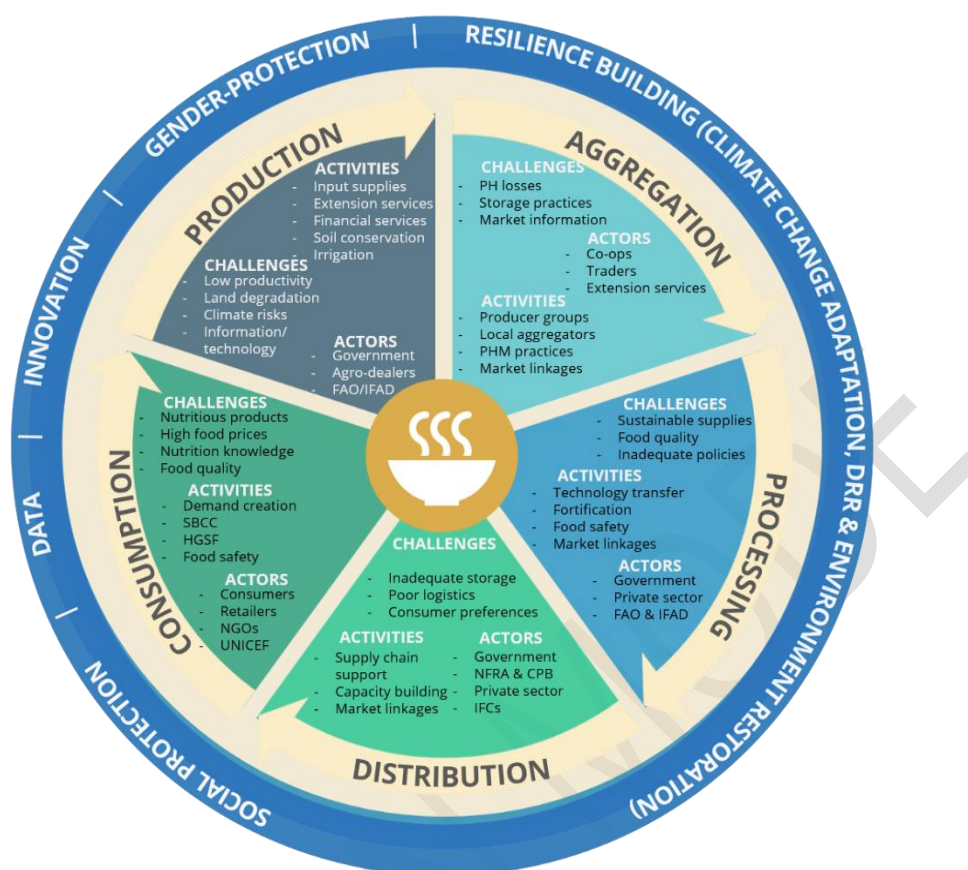 GENDER-PROTECTION
RESILIENCE BUILDING (CLIMATE CHANGE ADAPTATION, DRR & ENVIRONMENT RESTORATION)
INNOVATION
DATA
SOCIAL PROTECTION
PRODUCTION
ACTIVITIES
- Input supplies
- Extension services
- Financial services
- Soil conservation
- Irrigation
CHALLENGES
- Low productivity
- Land degradation
- Climate risks
- Information/
technology
ACTORS
- Government
- Agro-dealers
- FAO/IFAD
AGGREGATION
CHALLENGES
- PH losses
- Storage practices
- Market information
ACTORS
- Co-ops
- Traders
- Extension services
ACTIVITIES
- Producer groups
- Local aggregators
- PHM practices
- Market linkages
PROCESSING
CHALLENGES
- Sustainable supplies
- Food quality
- Inadequate policies
ACTIVITIES
- Technology transfer
- Fortification
- Food safety
- Market linkages
ACTORS
- Government
- Private sector
- FAO & IFAD
DISTRIBUTION
CHALLENGES
- Inadequate storage
- Poor logistics
- Consumer preferences
ACTIVITIES
- Supply chain
support
- Capacity building
- Market linkages
ACTORS
- Government
- NFRA & CPB
- Private sector
- IFCs
CONSUMPTION
CHALLENGES
- Nutritious products
- High food prices
- Nutrition knowledge
- Food quality
ACTIVITIES
- Demand creation
- SBCC
- HGSF
- Food safety
ACTORS
- Consumers
- Retailers
- NGOs
- UNICEF